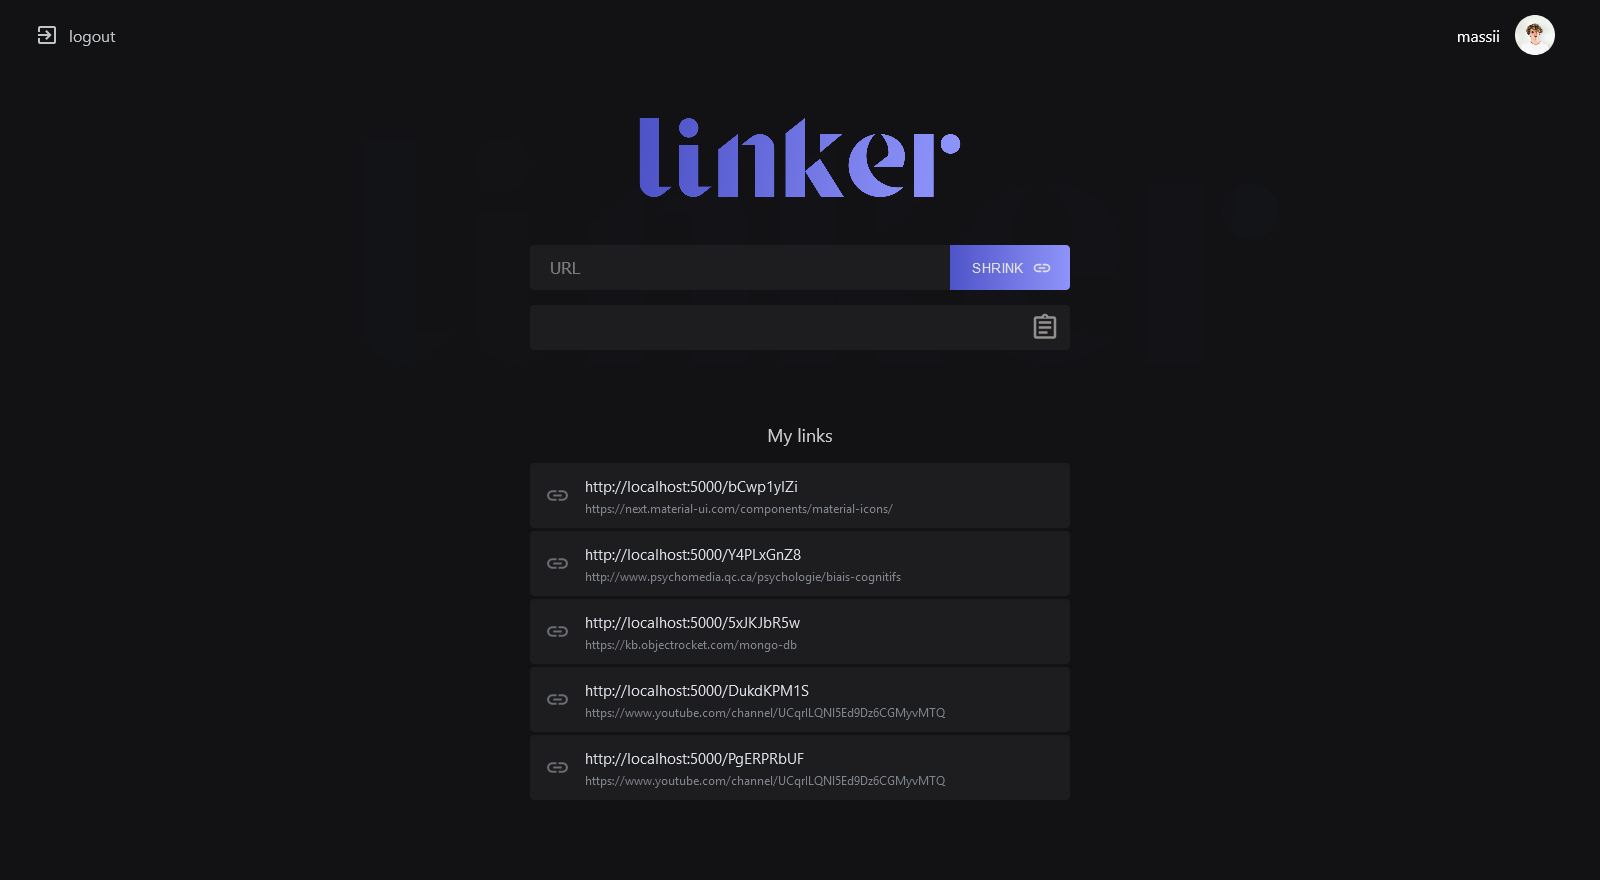 logout
massii
linker
URL
SHRINK
My links
http://localhost:5000/bCwp1yIZi
https://next.material-ui.com/components/material-icons/
http://localhost:5000/Y4PLxGnZ8
http://www.psychomedia.qc.ca/psychologie/biais-cognitifs
http://localhost:5000/5xJKJbR5w
https://kb.objectrocket.com/mongo-db
http://localhost:5000/DukdKPM1S
https://www.youtube.com/channel/UCqrILQNI5Ed9Dz6CGMyvMTQ
http://localhost:5000/PgERPRbUF
https://www.youtube.com/channel/UCqrILQNI5Ed9Dz6CGMyvMTQ